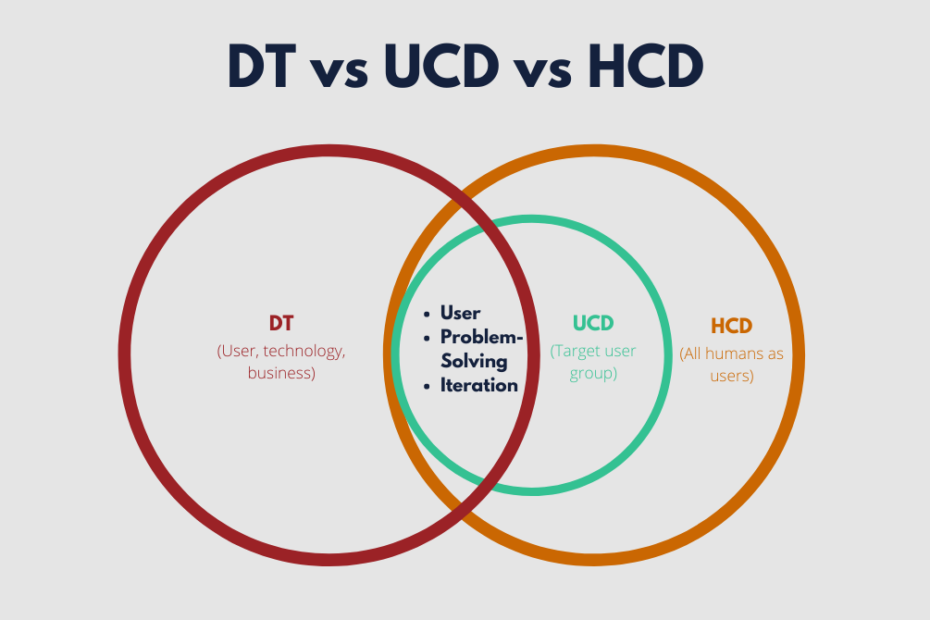 DT vs UCD vs HCD
DT
(User, technology,
business)
• User
• Problem-
Solving
• Iteration
UCD
(Target user
group)
HCD
(All humans as
users)